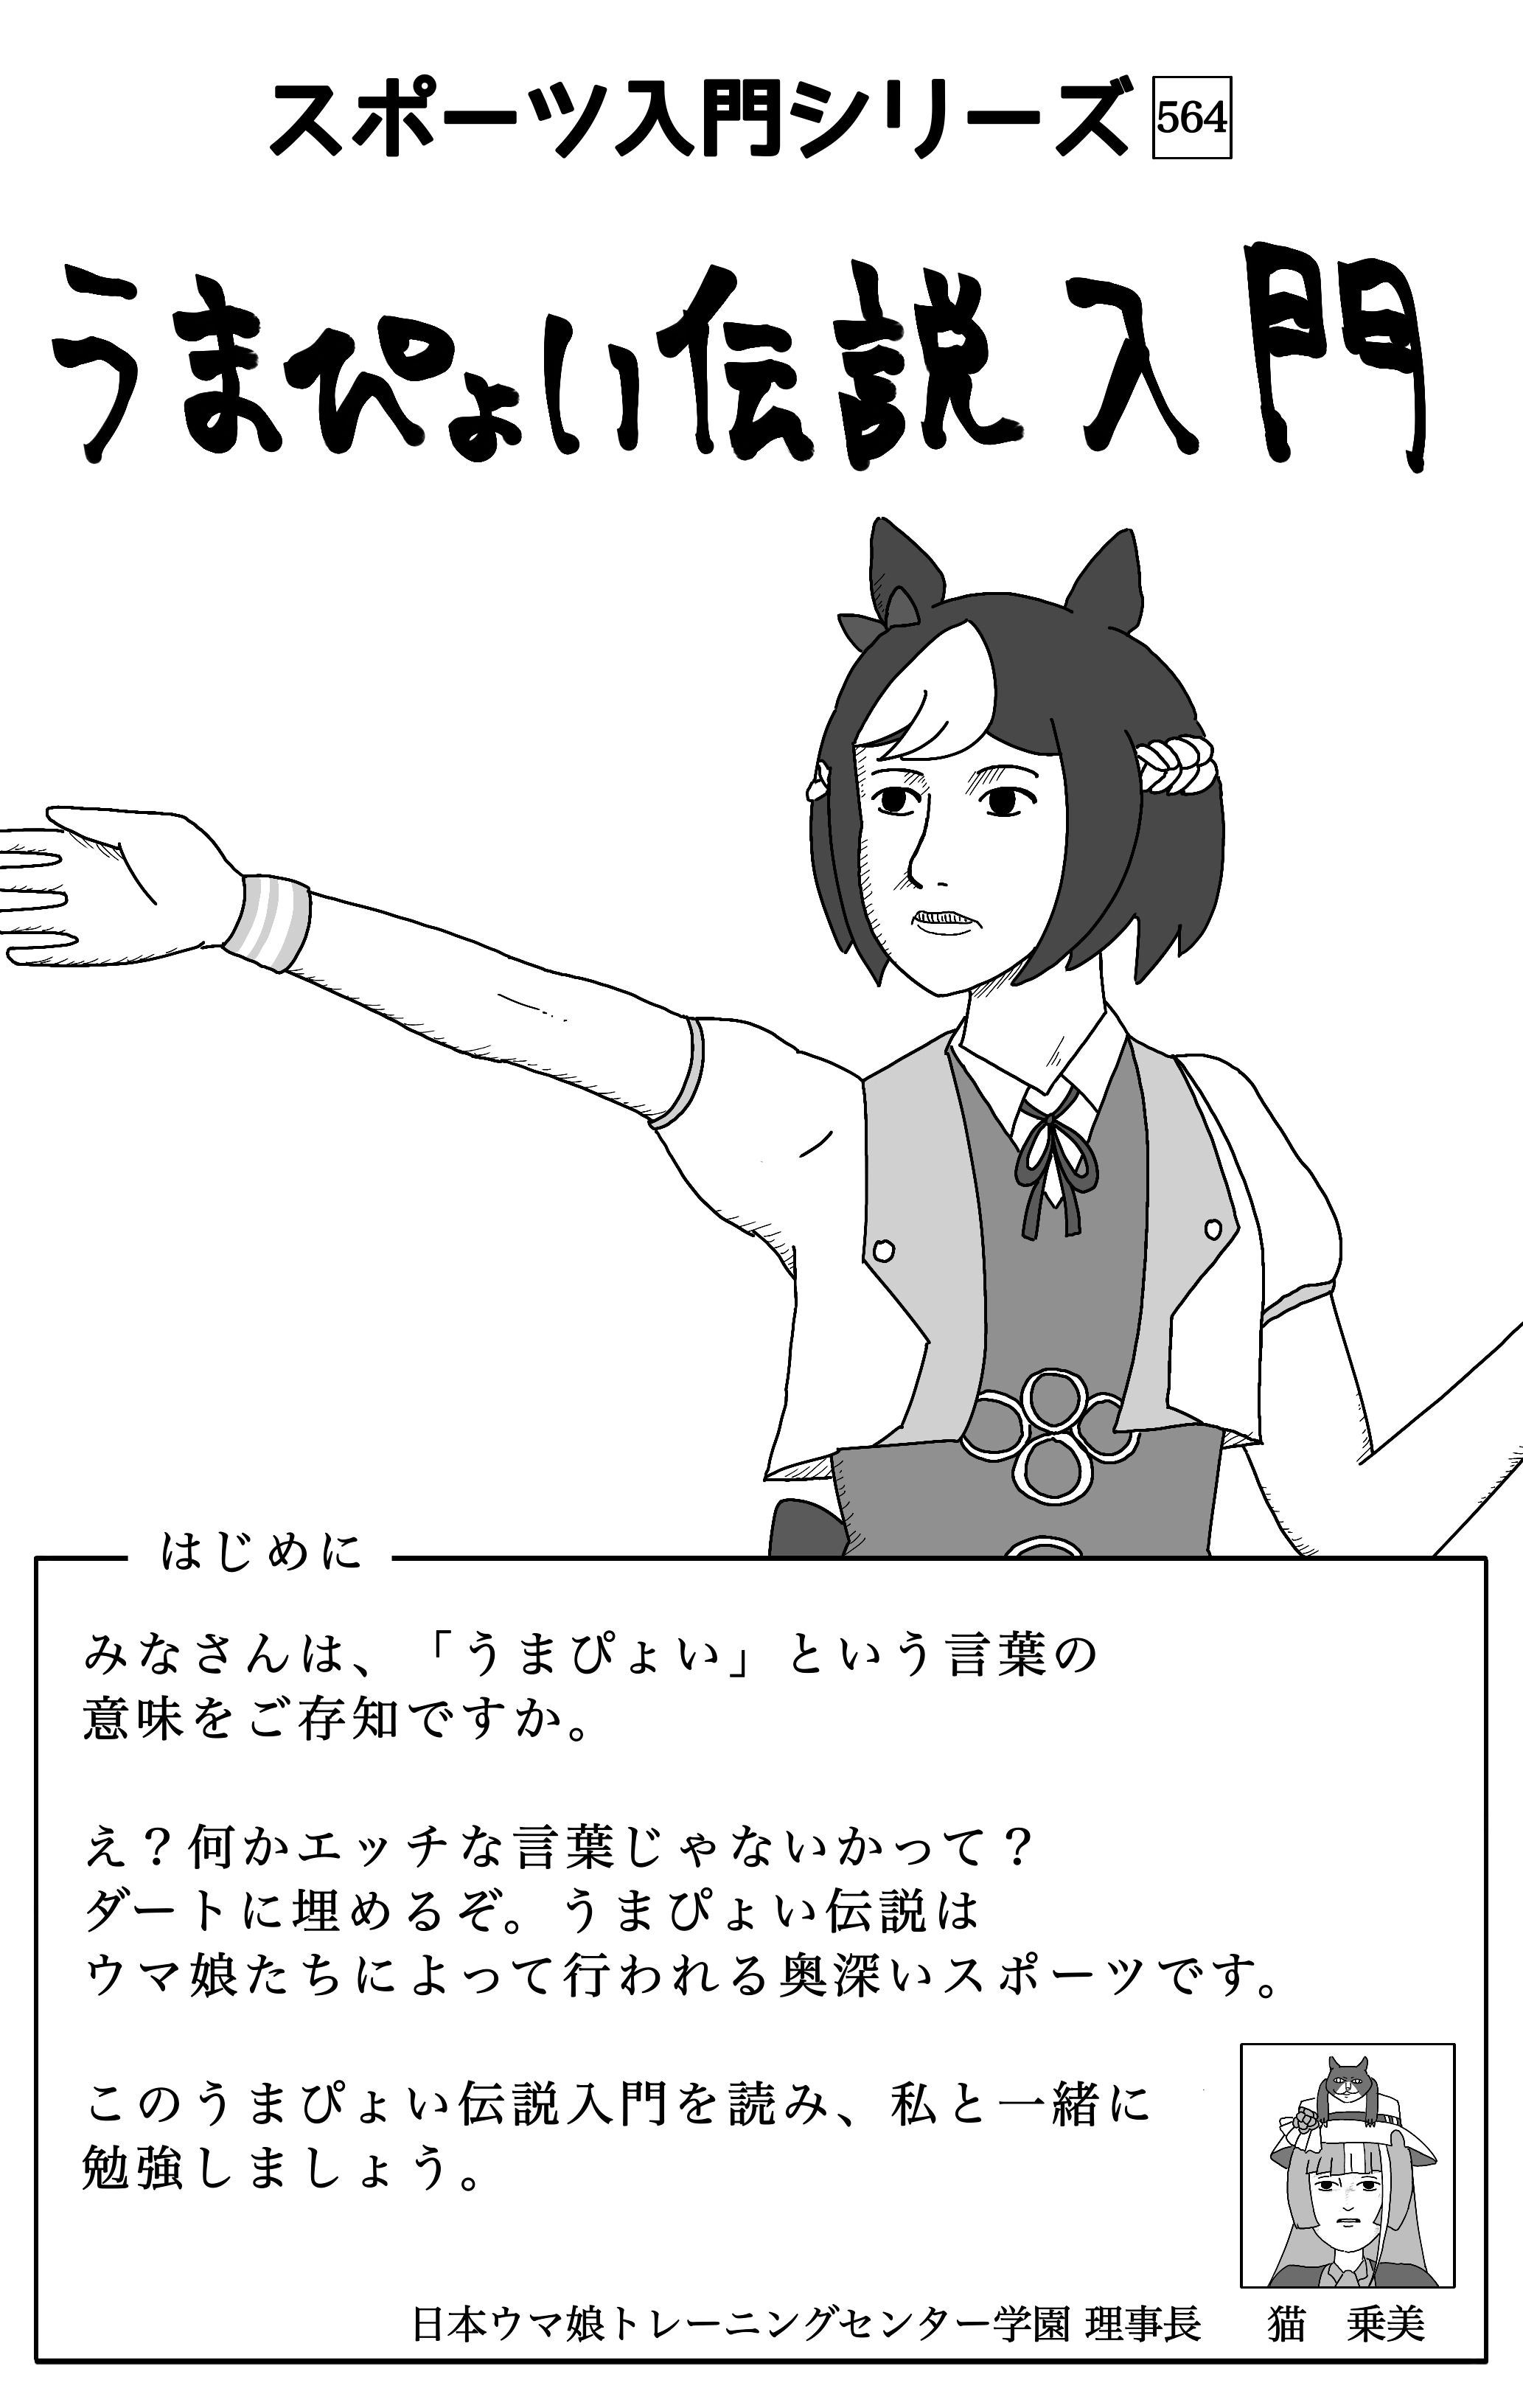 スポーツ入門シリーズ 564
うまぴょい伝説入門
はじめに
みなさんは、「うまぴょい」という言葉の
意味をご存知ですか。
え？何かエッチな言葉じゃないかって？
ダートに埋めるぞ。うまぴょい伝説は
ウマ娘たちによって行われる奥深いスポーツです。
このうまぴょい伝説入門を読み、私と一緒に
勉強しましょう。
日本ウマ娘トレーニングセンター学園 理事長　猫　乗美